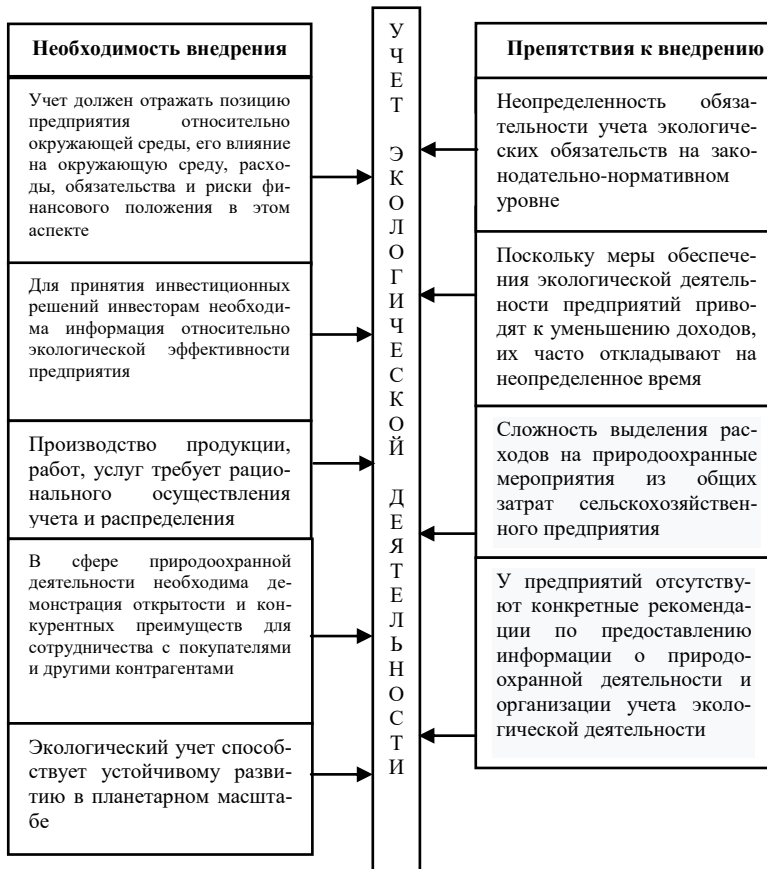 Необходимость внедрения
Учет должен отражать позицию
предприятия относительно
окружающей среды, его влияние
на окружающую среду, расхо-
ды, обязательства и риски фи-
нансового положения в этом
аспекте
Для принятия инвестиционных
решений инвесторам необходи-
ма информация относительно
экологической эффективности
предприятия
Производство продукции,
работ, услуг требует рацио-
нального осуществления
учета и распределения
В сфере природоохранной
деятельности необходима де-
монстрация открытости и кон-
курентных преимуществ для
сотрудничества с покупателями
и другими контрагентами
Экологический учет способ-
ствует устойчивому разви-
тию в планетарном масшта-
бе
УЧЕТ ЭКОЛОГИЧЕСКОЙ ДЕЯТЕЛЬНОСТИ
Препятствия к внедрению
Неопределенность обяза-
тельности учета экологиче-
ских обязательств на зако-
нодательно-нормативном
уровне
Поскольку меры обеспече-
ния экологической деятель-
ности предприятий приво-
дят к уменьшению доходов,
их часто откладывают на
неопределенное время
Сложность выделения рас-
ходов на природоохранные
мероприятия из общих
затрат сельскохозяйствен-
ного предприятия
У предприятий отсутству-
ют конкретные рекоменда-
ции по предоставлению
информации о природо-
охранной деятельности и
организации учета эколо-
гической деятельности